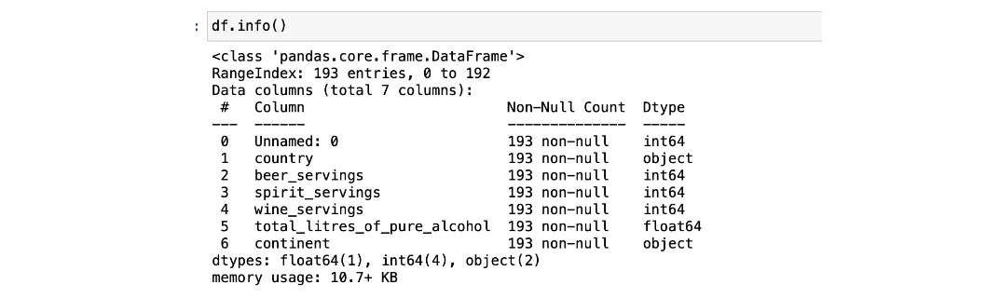 : df.info()
<class 'pandas.core.frame.DataFrame'>
RangeIndex: 193 entries, 0 to 192
Data columns (total 7 columns):
 #   Column                        Non-Null Count  Dtype
---  ------                        --------------  -----
 0   Unnamed: 0                    193 non-null    int64
 1   country                       193 non-null    object
 2   beer_servings                 193 non-null    int64
 3   spirit_servings               193 non-null    int64
 4   wine_servings                 193 non-null    int64
 5   total_litres_of_pure_alcohol  193 non-null    float64
 6   continent                     193 non-null    object
dtypes: float64(1), int64(4), object(2)
memory usage: 10.7+ KB